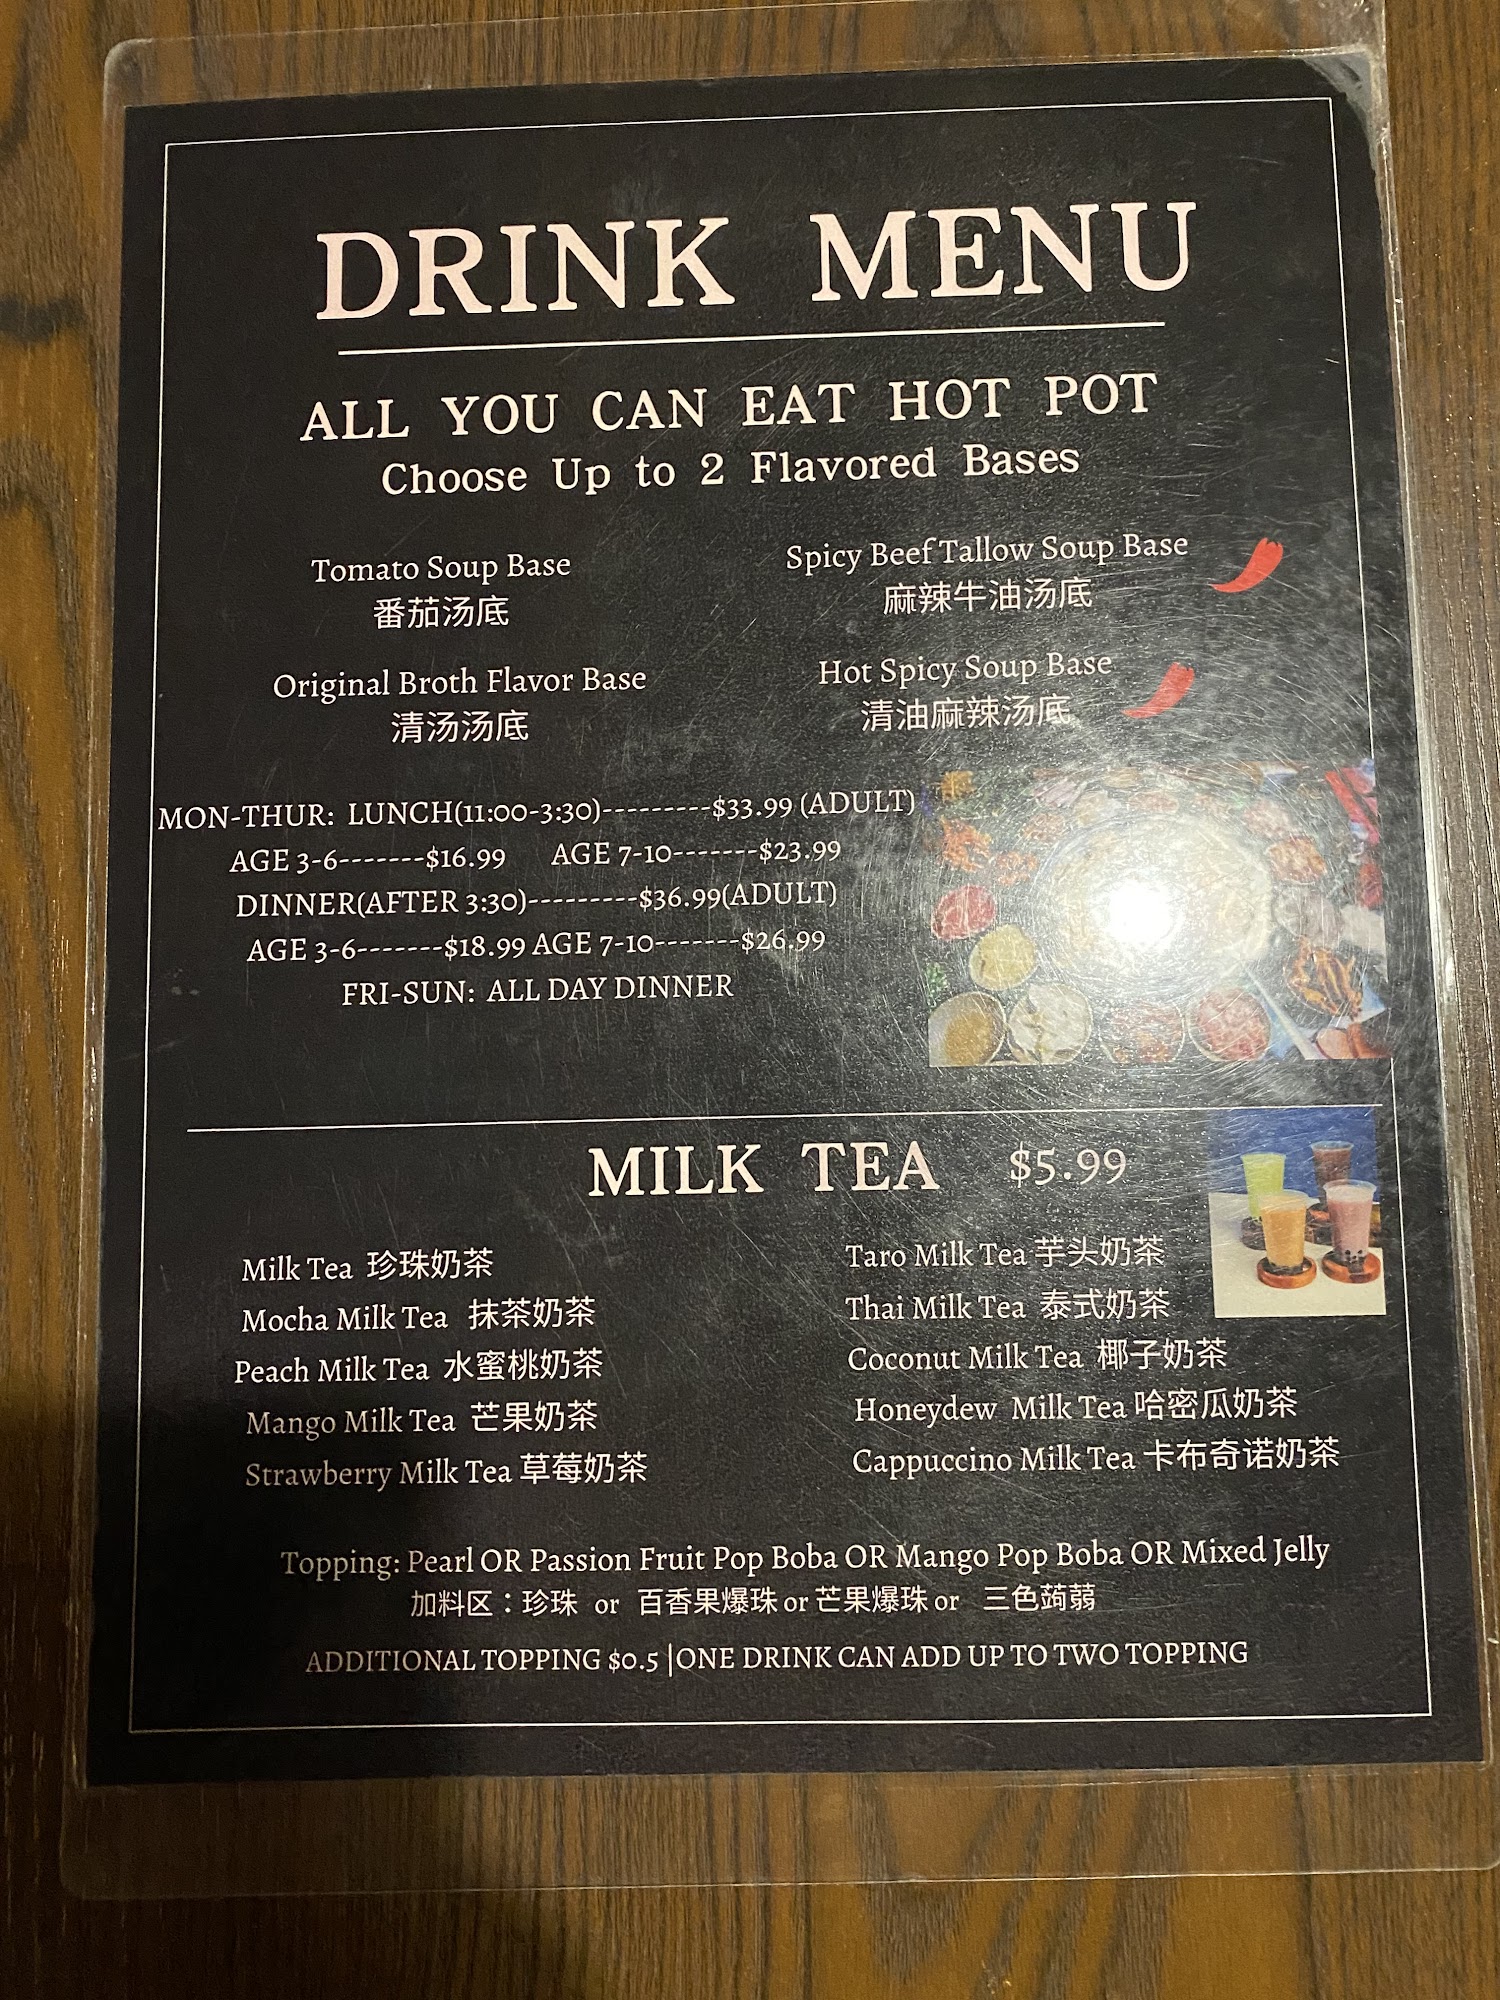 DRINK MENU
ALL YOU CAN EAT HOT POT
Choose Up to 2 Flavored Bases
Tomato Soup Base
番茄汤底
Spicy Beef Tallow Soup Base
麻辣牛油汤底
Original Broth Flavor Base
清汤汤底
Hot Spicy Soup Base
清油麻辣汤底
MON-THUR: LUNCH(11:00-3:30)---------$33.99 (ADULT)
AGE 3-6-------$16.99 AGE 7-10-------$23.99
DINNER(AFTER 3:30)---------$36.99(ADULT)
AGE 3-6-------$18.99 AGE 7-10-------$26.99
FRI-SUN: ALL DAY DINNER
MILK TEA $5.99
Milk Tea 珍珠奶茶
Mocha Milk Tea 抹茶奶茶
Peach Milk Tea 水蜜桃奶茶
Mango Milk Tea 芒果奶茶
Strawberry Milk Tea 草莓奶茶
Taro Milk Tea 芋头奶茶
Thai Milk Tea 泰式奶茶
Coconut Milk Tea 椰子奶茶
Honeydew Milk Tea 哈密瓜奶茶
Cappuccino Milk Tea 卡布奇诺奶茶
Topping: Pearl OR Passion Fruit Pop Boba OR Mango Pop Boba OR Mixed Jelly
加料区：珍珠 or 百香果爆珠 or 芒果爆珠 or 三色蒟蒻
ADDITIONAL TOPPING $0.5 |ONE DRINK CAN ADD UP TO TWO TOPPING